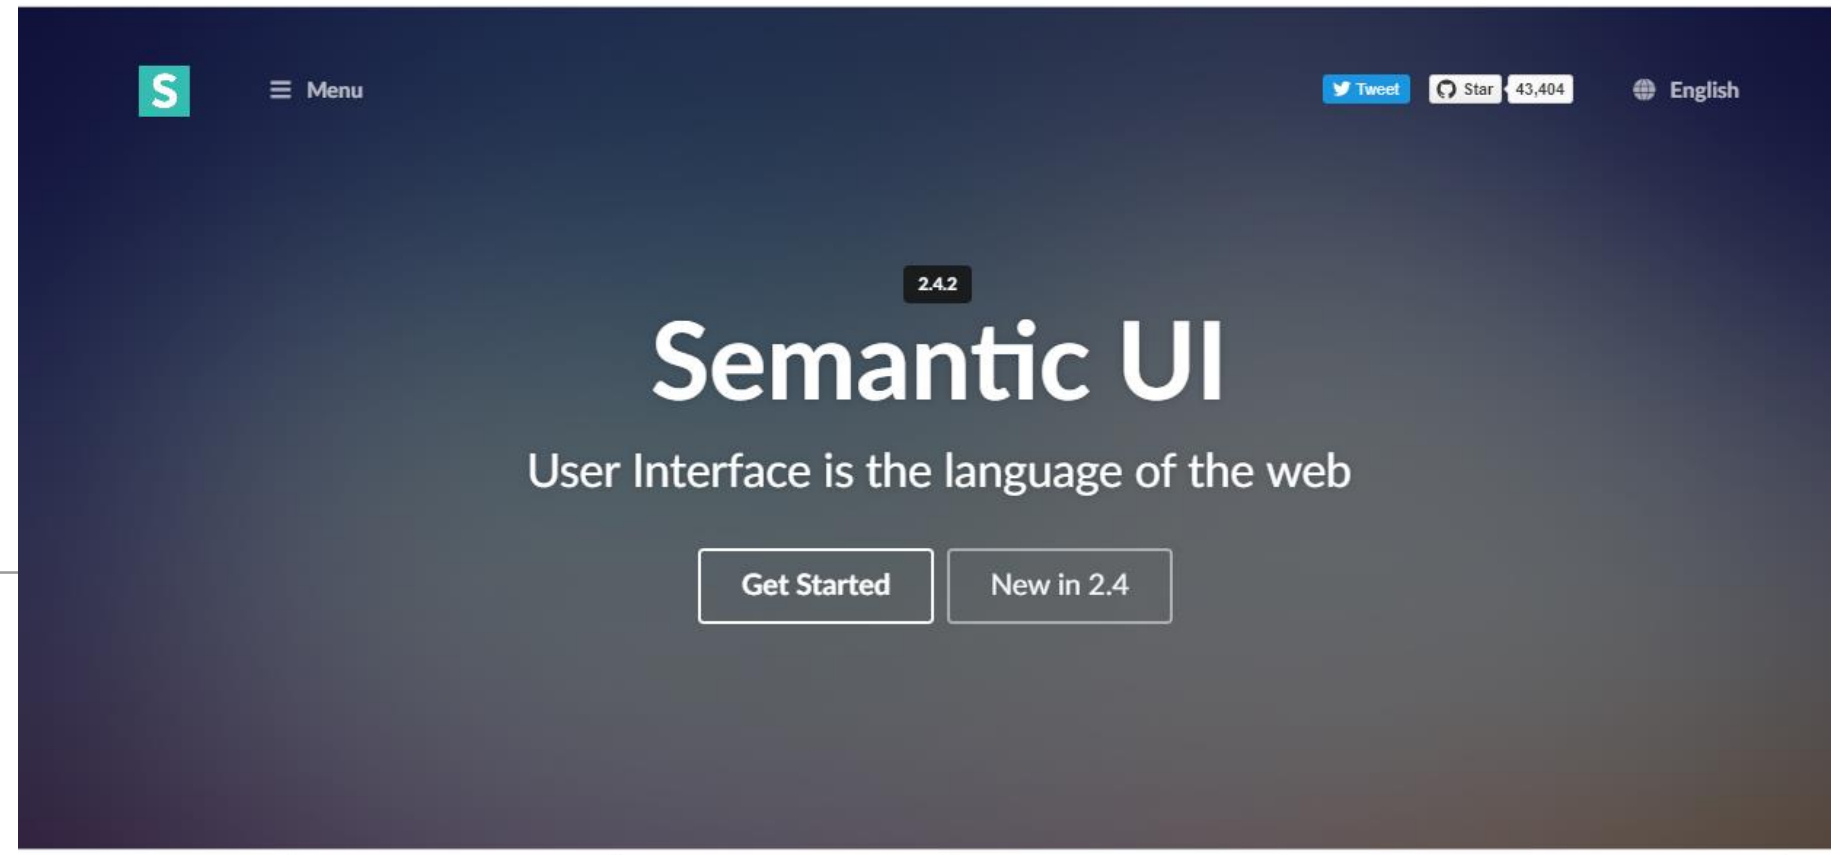 S
Menu
Tweet
Star 43,404
English
2.4.2
Semantic UI
User Interface is the language of the web
Get Started
New in 2.4